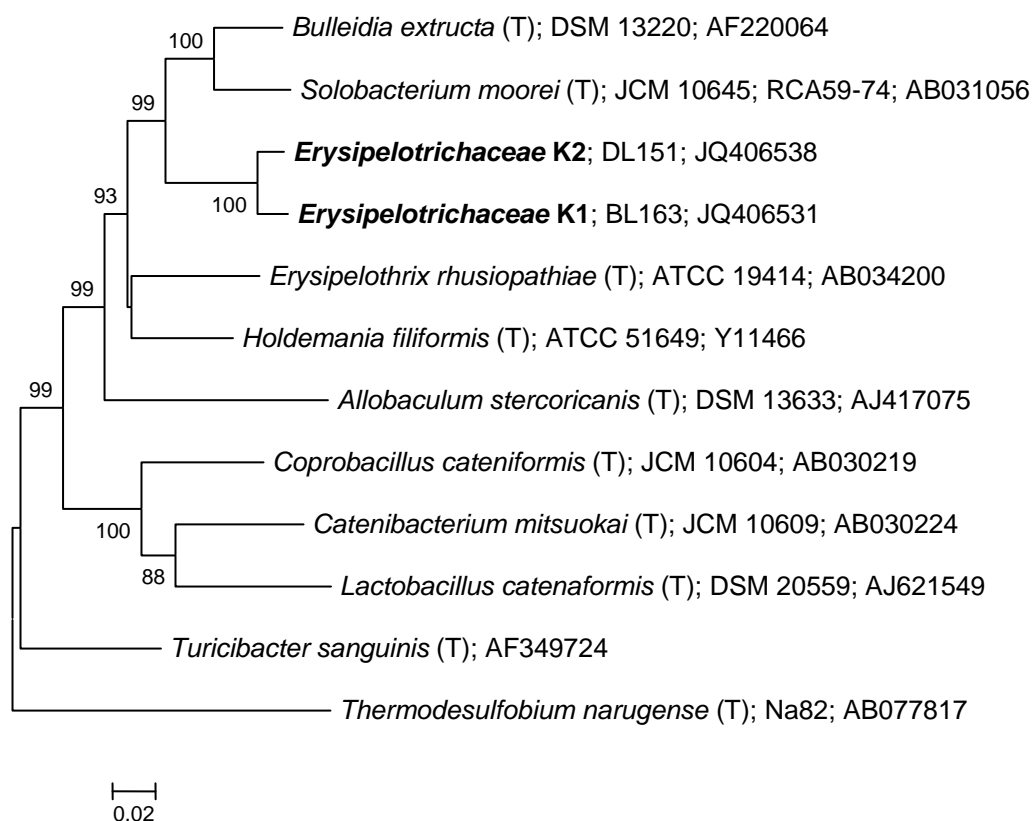 Bulleidia extructa (T); DSM 13220; AF220064
100
Solobacterium moorei (T); JCM 10645; RCA59-74; AB031056
99
Erysipelotrichaceae K2; DL151; JQ406538
93
100
Erysipelotrichaceae K1; BL163; JQ406531
Erysipelothrix rhusiopathiae (T); ATCC 19414; AB034200
99
Holdemania filiformis (T); ATCC 51649; Y11466
99
Allobaculum stercoricanis (T); DSM 13633; AJ417075
Coprobacillus cateniformis (T); JCM 10604; AB030219
Catenibacterium mitsuokai (T); JCM 10609; AB030224
100
88
Lactobacillus catenaformis (T); DSM 20559; AJ621549
Turicibacter sanguinis (T); AF349724
Thermodesulfobium narugense (T); Na82; AB077817
0.02